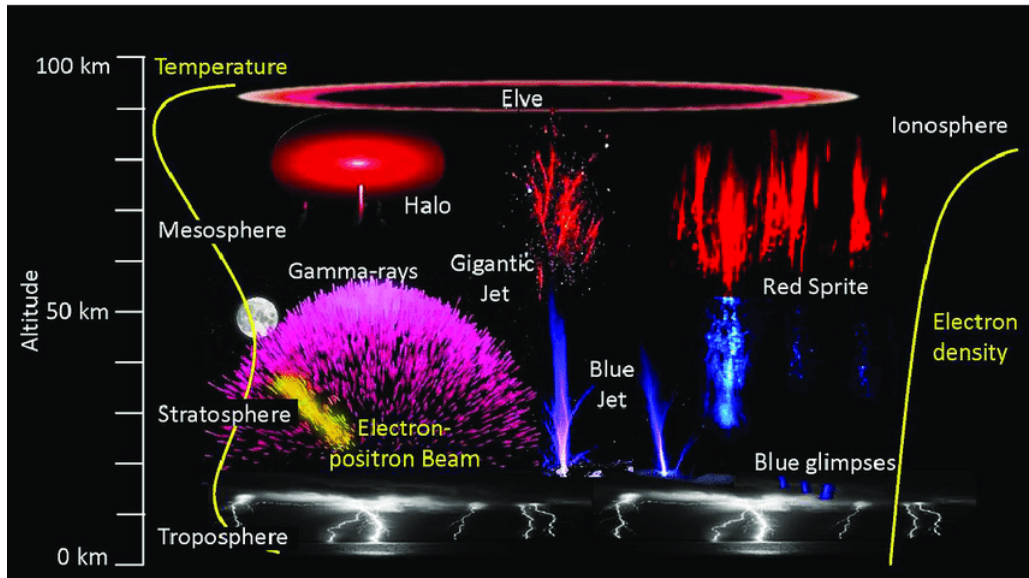 100 km
Temperature
Elve
Ionosphere
Halo
Mesosphere
Gamma-rays
Gigantic
Jet
Red Sprite
50 km
Altitude
Electron
density
Blue
Jet
Stratosphere
Electron-
positron Beam
Blue glimpses
Troposphere
0 km